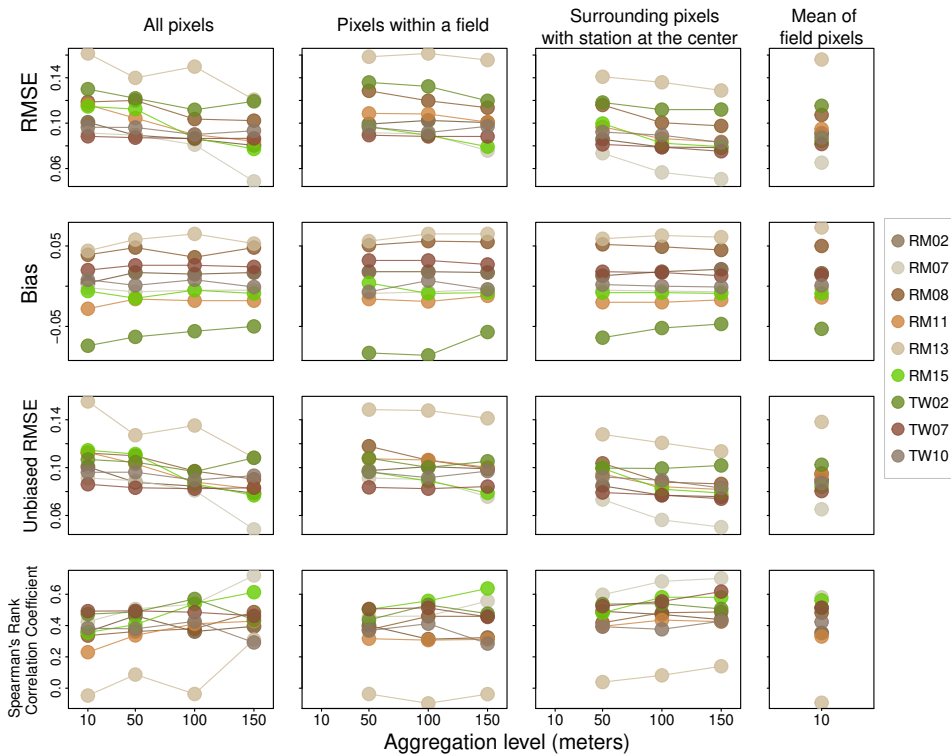 All pixels
Pixels within a field
Surrounding pixels
with station at the center
Mean of
field pixels
RMSE
0.06 0.10 0.14
Bias
−0.05 0.05
Unbiased RMSE
0.06 0.10 0.14
Spearman's Rank
Correlation Coefficient
0.0 0.2 0.4 0.6
10 50 100 150
10 50 100 150
10 50 100 150
10
Aggregation level (meters)
RM02
RM07
RM08
RM11
RM13
RM15
TW02
TW07
TW10